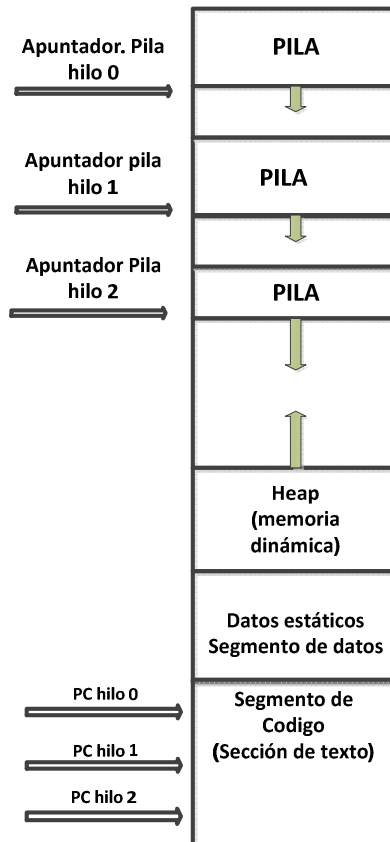 Apuntador. Pila
hilo 0
PILA
Apuntador pila
hilo 1
PILA
Apuntador Pila
hilo 2
PILA
Heap
(memoria
dinámica)
Datos estáticos
Segmento de datos
PC hilo 0
Segmento de
Codigo
(Sección de texto)
PC hilo 1
PC hilo 2